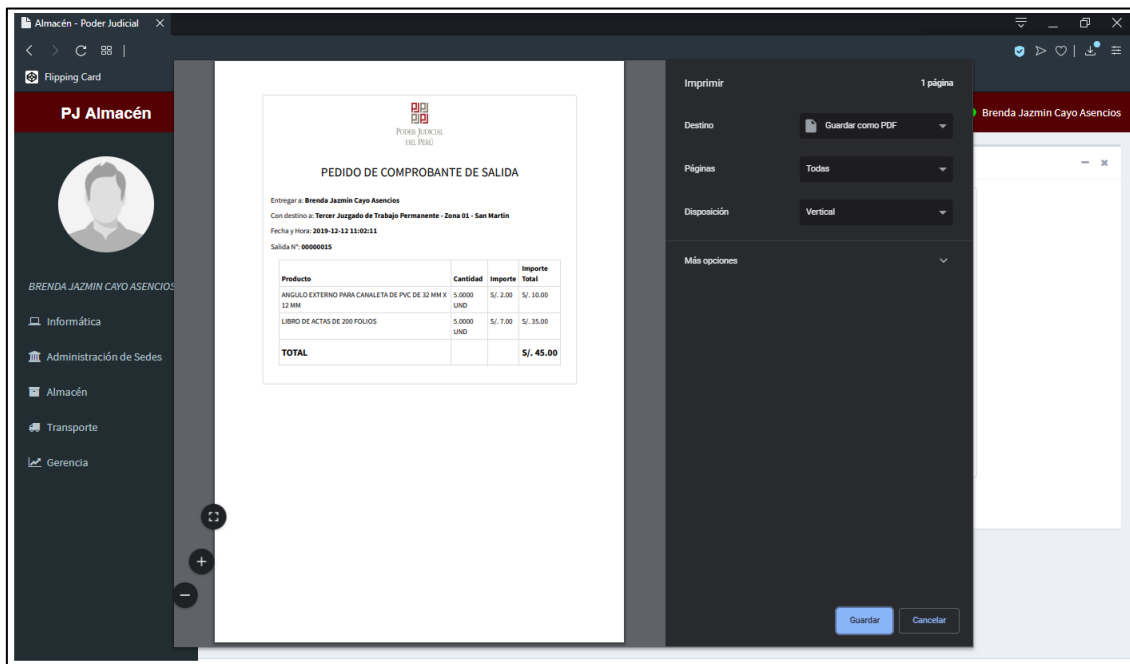 Almacén - Poder Judicial
Flipping Card
PJ Almacén
Brenda Jazmin Cayo Asencios
BRENDA JAZMIN CAYO ASENCIOS
Informática
Administración de Sedes
Almacén
Transporte
Gerencia
PJPJ
PJPJ
PODER JUDICIAL
DEL PERÚ
PEDIDO DE COMPROBANTE DE SALIDA
Entregar a: Brenda Jazmin Cayo Asencios
Con destino a: Tercer Juzgado de Trabajo Permanente - Zona 01 - San Martin
Fecha y Hora: 2019-12-12 11:02:11
Salida N°: 00000015
Producto Cantidad Importe Importe Total
ANGULO EXTERNO PARA CANALETA DE PVC DE 32 MM X 12 MM 5.0000 UND S/. 2.00 S/. 10.00
LIBRO DE ACTAS DE 200 FOLIOS 5.0000 UND S/. 7.00 S/. 35.00
TOTAL S/. 45.00
Imprimir 1 página
Destino Guardar como PDF
Páginas Todas
Disposición Vertical
Más opciones
Guardar Cancelar